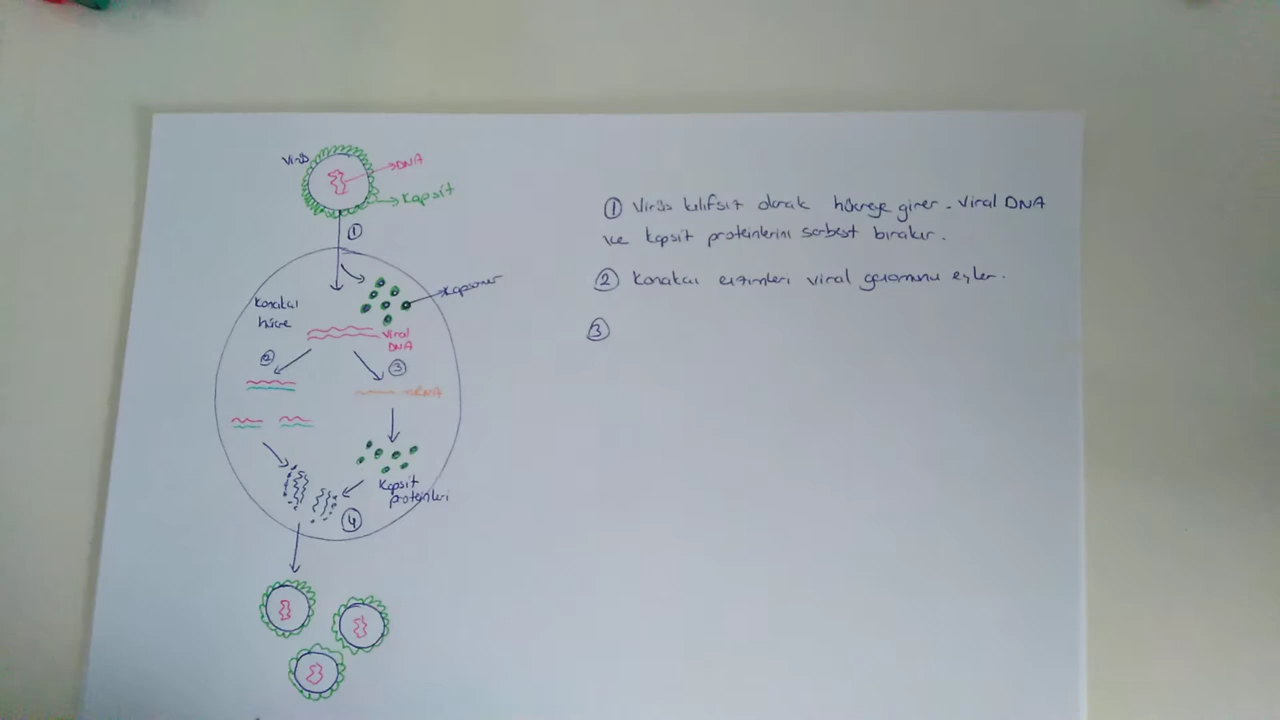 Virüs
DNA
Kapsit
①
Konakçı
hücre
Kapsomer
viral
DNA
②
③
mRNA
Kapsit
proteinleri
④
① Virüs kılıfsız olarak hücreye girer. Viral DNA
ve kapsit proteinlerini serbest bırakır.
② Konakçı enzimleri viral genomunu eşler.
③